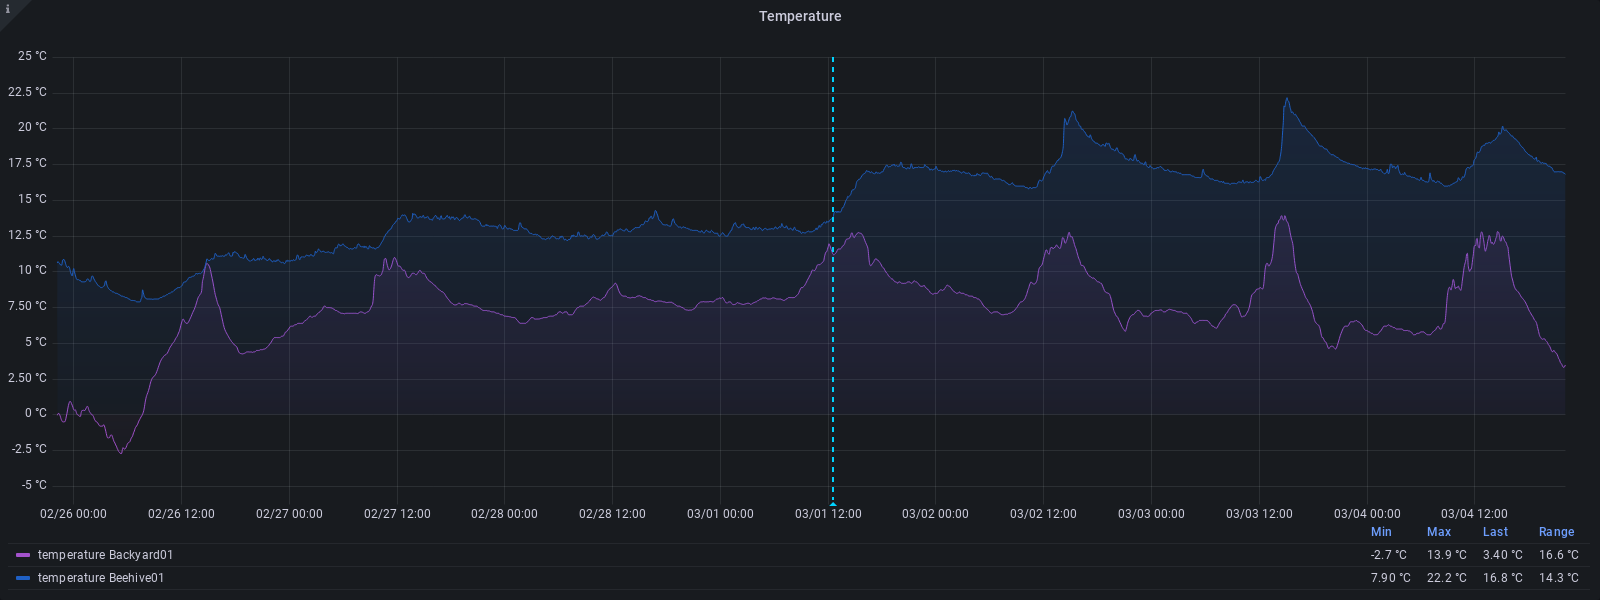 i
Temperature
25 °C
22.5 °C
20 °C
17.5 °C
15 °C
12.5 °C
10 °C
7.50 °C
5 °C
2.50 °C
0 °C
-2.5 °C
-5 °C
02/26 00:00 02/26 12:00 02/27 00:00 02/27 12:00 02/28 00:00 02/28 12:00 03/01 00:00 03/01 12:00 03/02 00:00 03/02 12:00 03/03 00:00 03/03 12:00 03/04 00:00 03/04 12:00
Min Max Last Range
temperature Backyard01 -2.7 °C 13.9 °C 3.40 °C 16.6 °C
temperature Beehive01 7.90 °C 22.2 °C 16.8 °C 14.3 °C